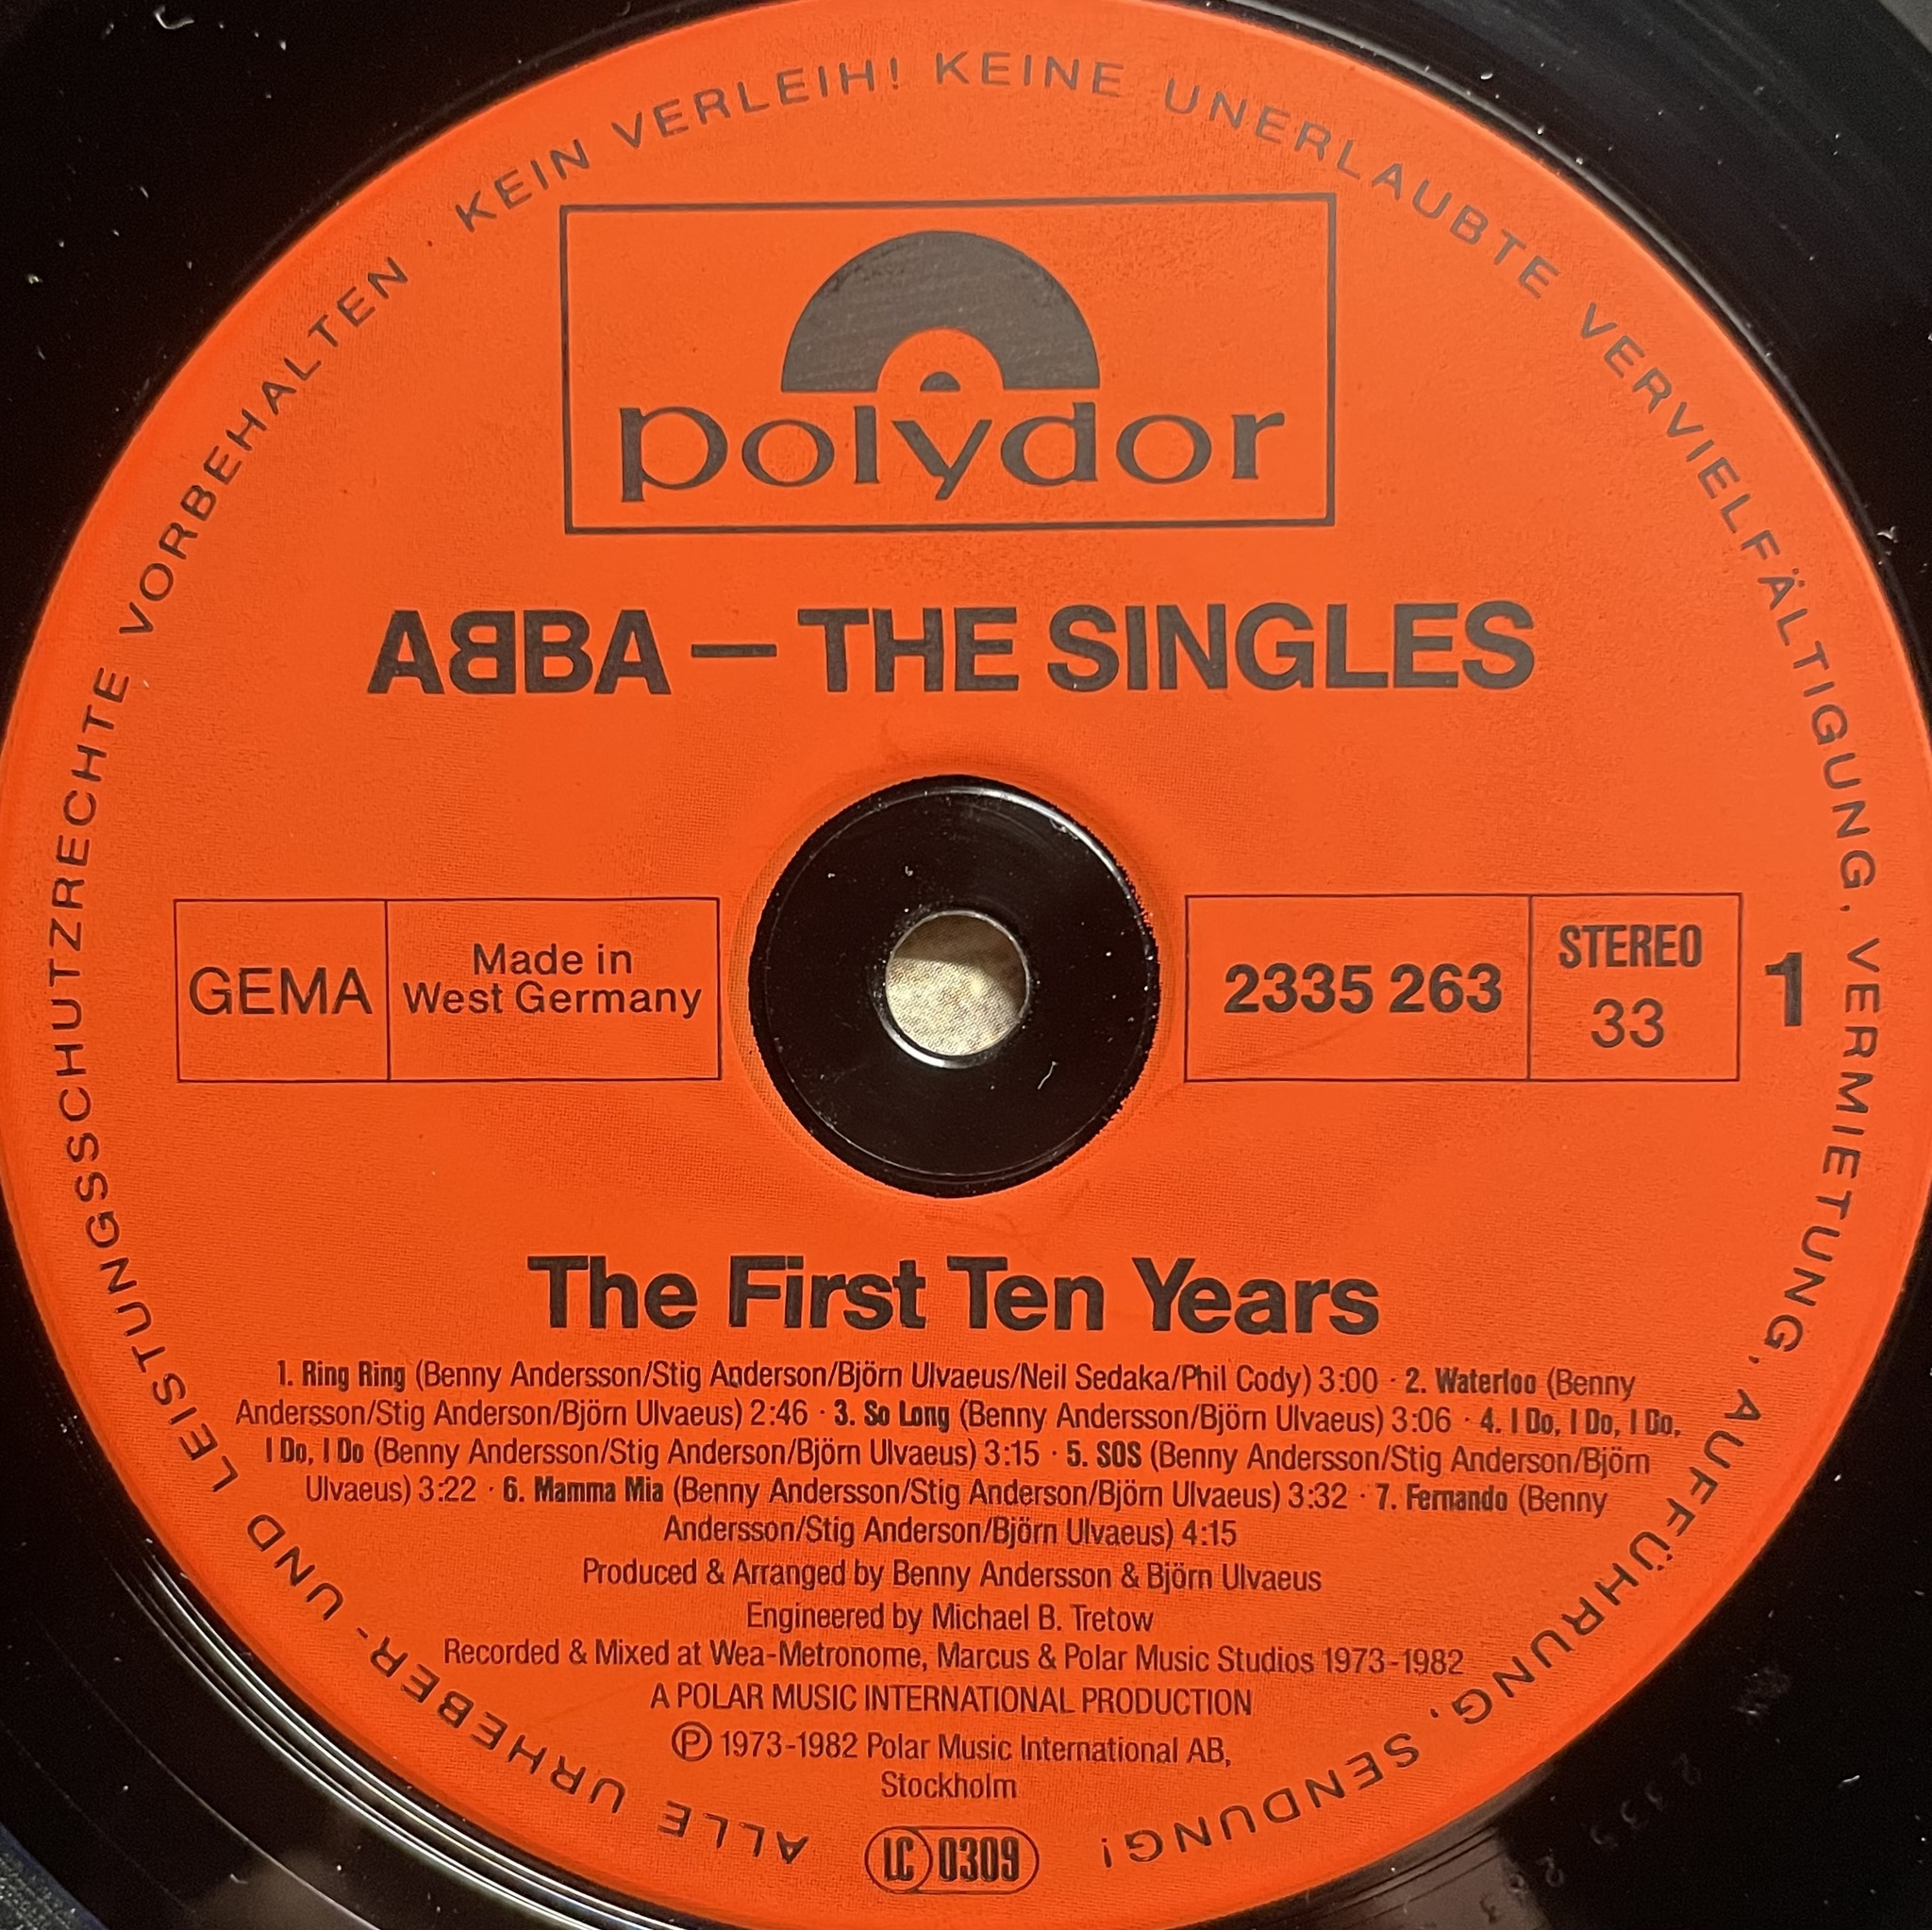 ALLE URHEBER- UND LEISTUNGSSCHUTZRECHTE VORBEHALTEN · KEIN VERLEIH! KEINE UNERLAUBTE VERVIELFÄLTIGUNG, VERMIETUNG, AUFFÜHRUNG, SENDUNG!
polydor
ABBA – THE SINGLES
GEMA
Made in
West Germany
2335 263
STEREO
33
1
The First Ten Years
1. Ring Ring (Benny Andersson/Stig Anderson/Björn Ulvaeus/Neil Sedaka/Phil Cody) 3:00 · 2. Waterloo (Benny
Andersson/Stig Anderson/Björn Ulvaeus) 2:46 · 3. So Long (Benny Andersson/Björn Ulvaeus) 3:06 · 4. I Do, I Do, I Do,
I Do, I Do (Benny Andersson/Stig Anderson/Björn Ulvaeus) 3:15 · 5. SOS (Benny Andersson/Stig Anderson/Björn
Ulvaeus) 3:22 · 6. Mamma Mia (Benny Andersson/Stig Anderson/Björn Ulvaeus) 3:32 · 7. Fernando (Benny
Andersson/Stig Anderson/Björn Ulvaeus) 4:15
Produced & Arranged by Benny Andersson & Björn Ulvaeus
Engineered by Michael B. Tretow
Recorded & Mixed at Wea-Metronome, Marcus & Polar Music Studios 1973-1982
A POLAR MUSIC INTERNATIONAL PRODUCTION
℗ 1973-1982 Polar Music International AB,
Stockholm
LC 0309